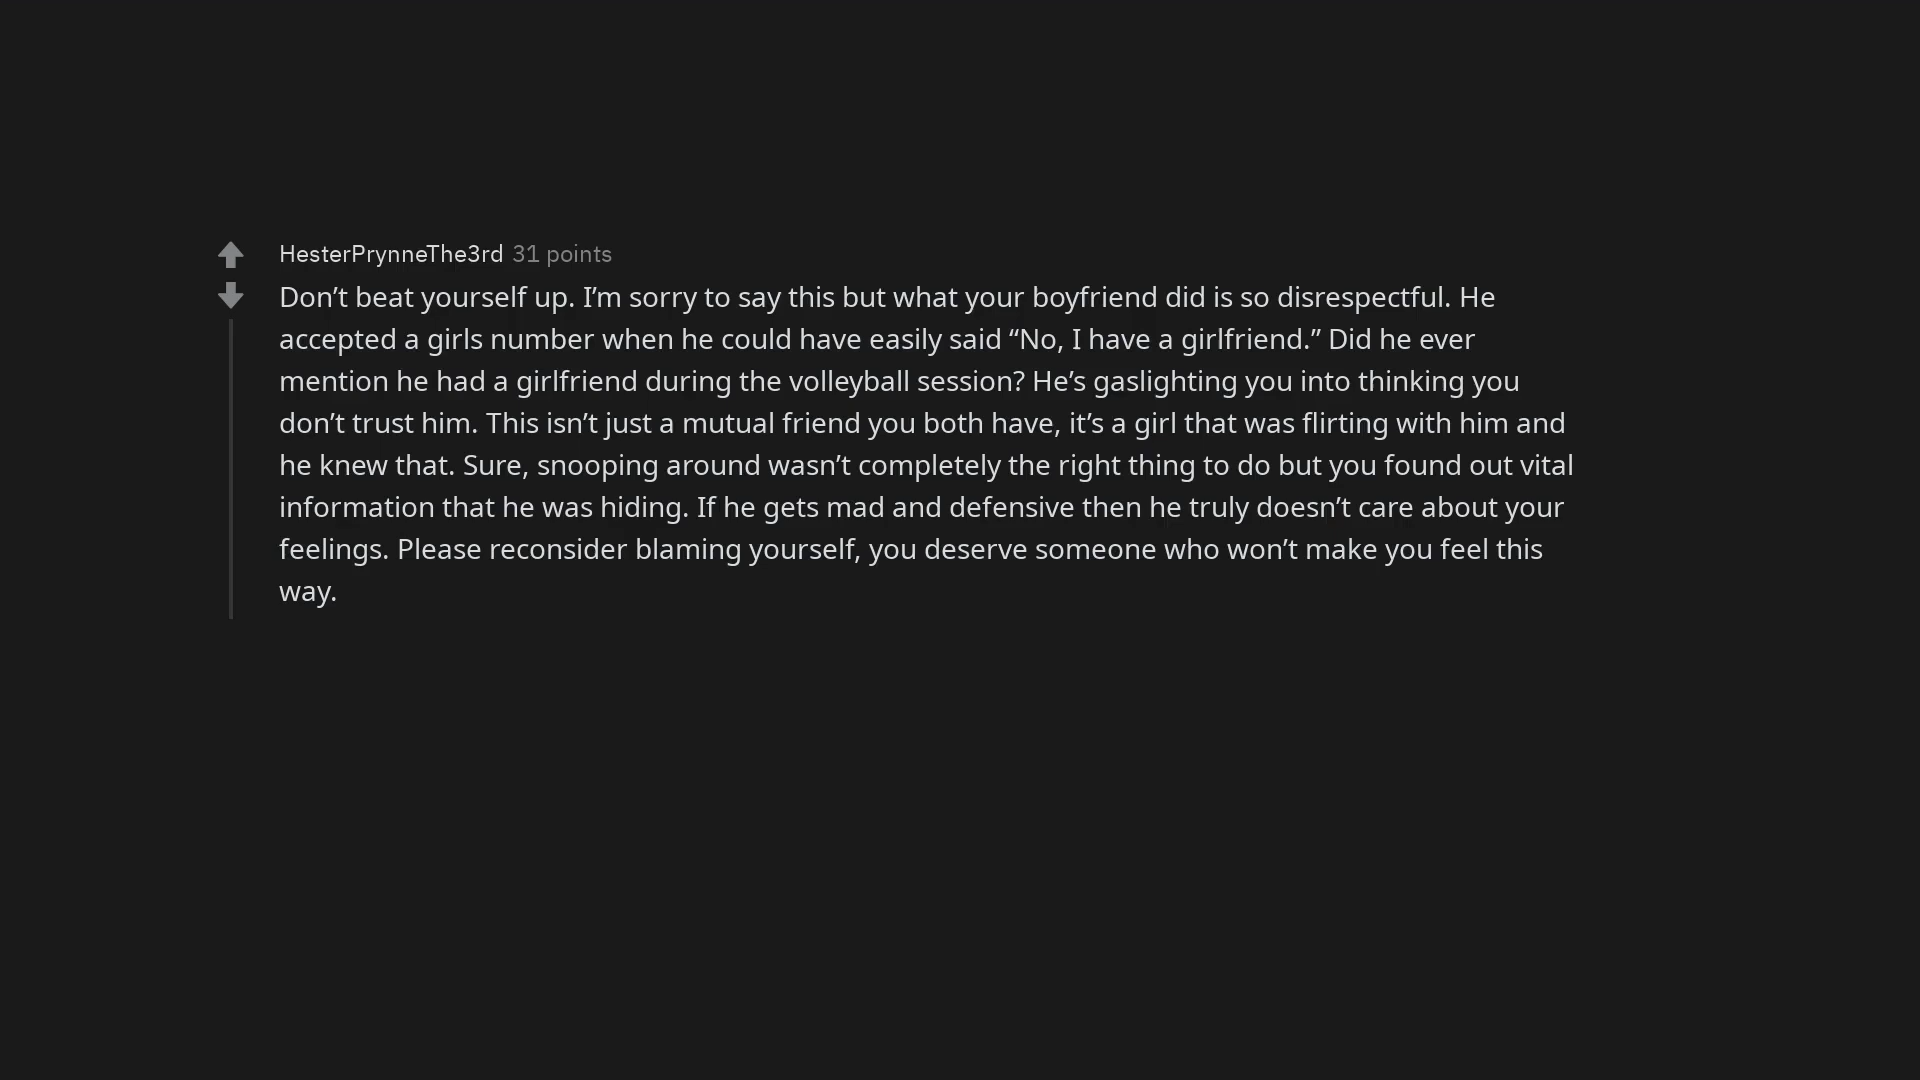 HesterPrynneThe3rd 31 points
Don’t beat yourself up. I’m sorry to say this but what your boyfriend did is so disrespectful. He
accepted a girls number when he could have easily said “No, I have a girlfriend.” Did he ever
mention he had a girlfriend during the volleyball session? He’s gaslighting you into thinking you
don’t trust him. This isn’t just a mutual friend you both have, it’s a girl that was flirting with him and
he knew that. Sure, snooping around wasn’t completely the right thing to do but you found out vital
information that he was hiding. If he gets mad and defensive then he truly doesn’t care about your
feelings. Please reconsider blaming yourself, you deserve someone who won’t make you feel this
way.